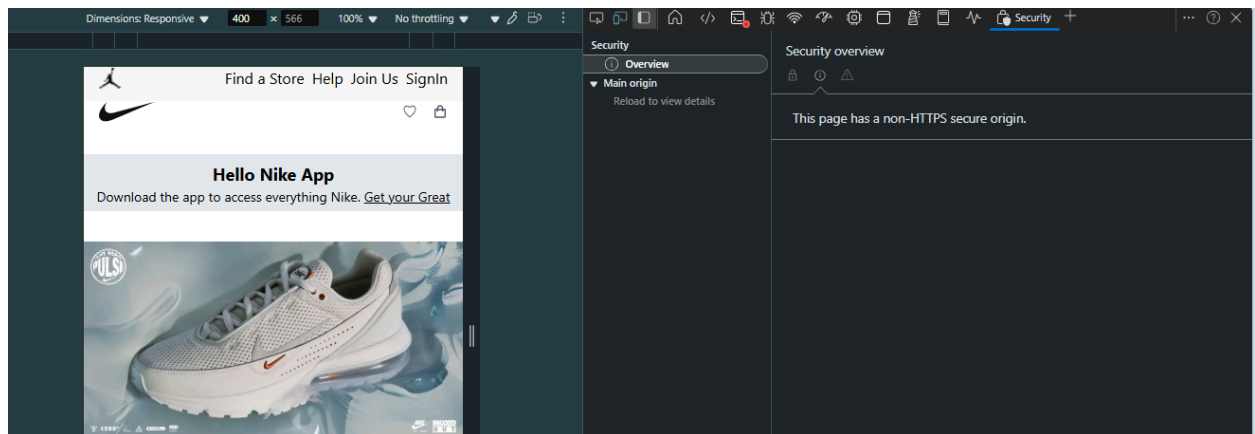 Dimensions: Responsive 400 × 566 100% No throttling
Security
Security
Overview
Main origin
Reload to view details
Security overview
This page has a non-HTTPS secure origin.
Find a Store Help Join Us SignIn
Hello Nike App
Download the app to access everything Nike. Get your Great